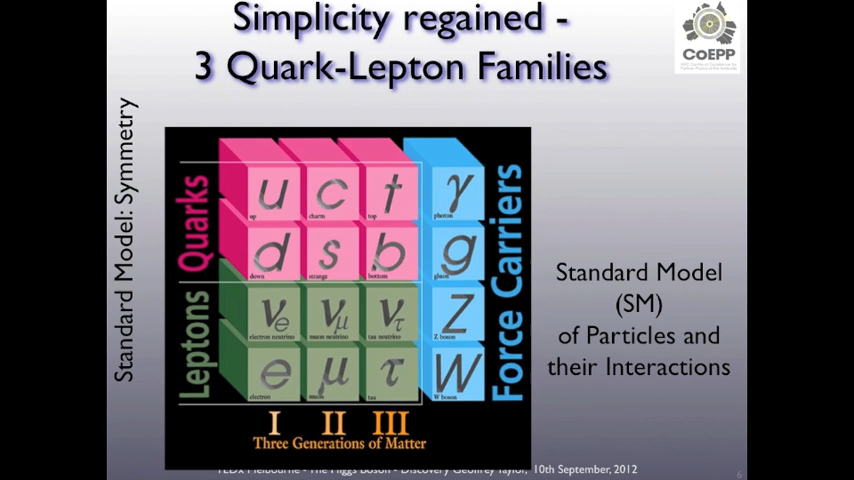 Simplicity regained -
3 Quark-Lepton Families
CoEPP
Standard Model: Symmetry
Quarks
Leptons
u
up
c
charm
t
top
γ
photon
d
down
s
strange
b
bottom
g
gluon
νe
electron neutrino
νμ
muon neutrino
ντ
tau neutrino
Z
Z boson
e
electron
μ
muon
τ
tau
W
W boson
Force Carriers
I II III
Three Generations of Matter
Standard Model
(SM)
of Particles and
their Interactions
TEDx Melbourne - The Higgs Boson - Discovery Geoffrey Taylor, 10th September, 2012
6